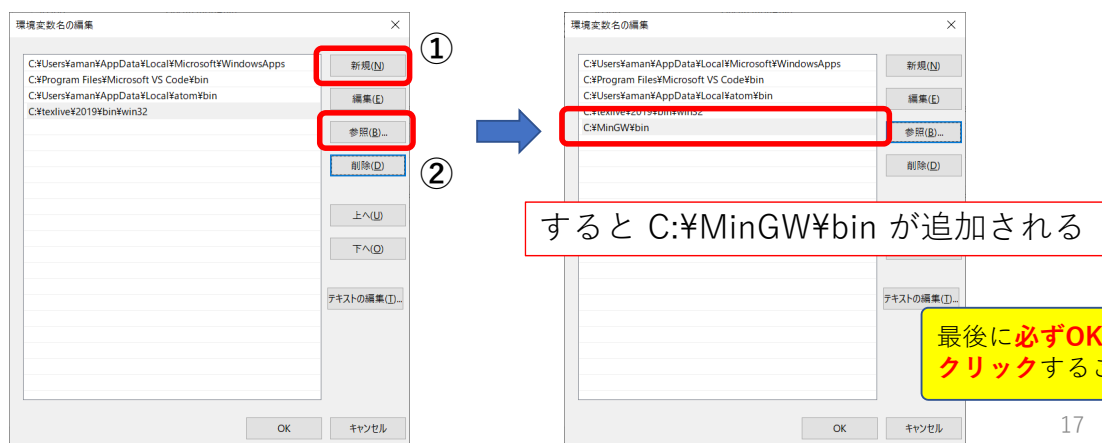 環境変数名の編集
C:¥Users¥aman¥AppData¥Local¥Microsoft¥WindowsApps
C:¥Program Files¥Microsoft VS Code¥bin
C:¥Users¥aman¥AppData¥Local¥atom¥bin
C:¥texlive¥2019¥bin¥win32
新規(N)
編集(E)
参照(B)...
削除(D)
上へ(U)
下へ(O)
テキストの編集(T)...
OK
キャンセル
①
②
環境変数名の編集
C:¥Users¥aman¥AppData¥Local¥Microsoft¥WindowsApps
C:¥Program Files¥Microsoft VS Code¥bin
C:¥Users¥aman¥AppData¥Local¥atom¥bin
C:¥texlive¥2019¥bin¥win32
C:¥MinGW¥bin
新規(N)
編集(E)
参照(B)...
削除(D)
すると C:¥MinGW¥bin が追加される
テキストの編集(T)...
最後に必ずOK
クリックするこ
OK
キャンセル
17